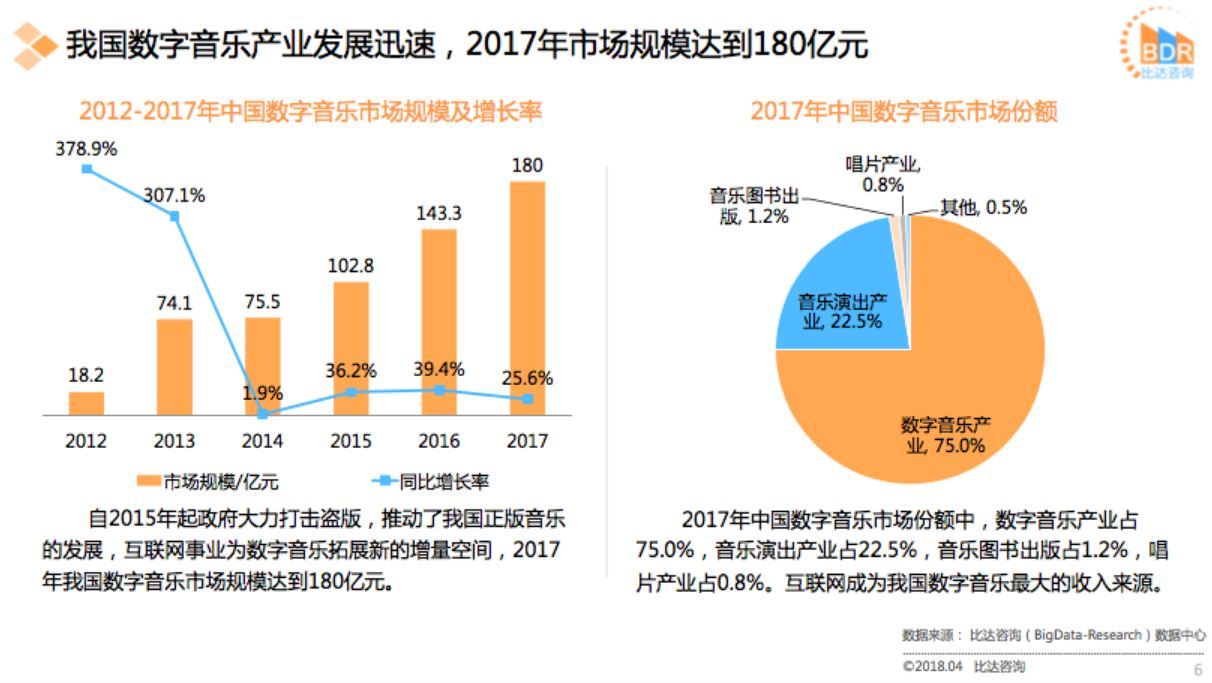 我国数字音乐产业发展迅速，2017年市场规模达到180亿元
BDR
比达咨询
2012-2017年中国数字音乐市场规模及增长率
378.9%
307.1%
180
143.3
102.8
74.1
75.5
18.2
1.9%
36.2%
39.4%
25.6%
2012
2013
2014
2015
2016
2017
市场规模/亿元
同比增长率
自2015年起政府大力打击盗版，推动了我国正版音乐
的发展，互联网事业为数字音乐拓展新的增量空间，2017
年我国数字音乐市场规模达到180亿元。
2017年中国数字音乐市场份额
唱片产业,
0.8%
音乐图书出
版, 1.2%
其他, 0.5%
音乐演出产
业, 22.5%
数字音乐产
业, 75.0%
2017年中国数字音乐市场份额中，数字音乐产业占
75.0%，音乐演出产业占22.5%，音乐图书出版占1.2%，唱
片产业占0.8%。互联网成为我国数字音乐最大的收入来源。
数据来源： 比达咨询（BigData-Research）数据中心
©2018.04 比达咨询
6